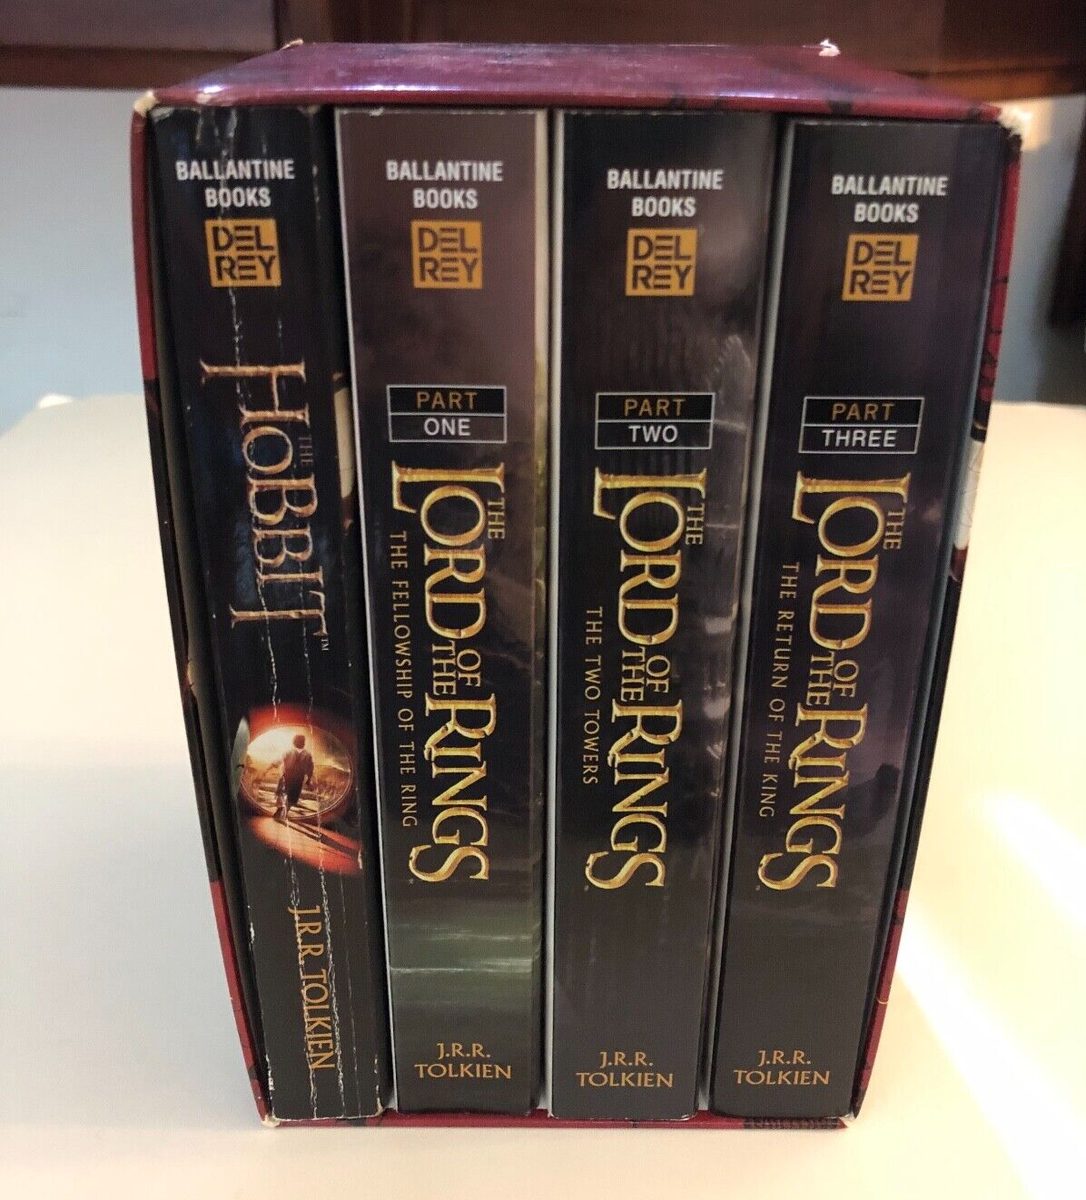 BALLANTINE
BOOKS
DEL
REY
THE
HOBBIT™
J.R.R. TOLKIEN
BALLANTINE
BOOKS
DEL
REY
PART
ONE
THE
LORD OF THE RINGS
THE FELLOWSHIP OF THE RING
J.R.R.
TOLKIEN
BALLANTINE
BOOKS
DEL
REY
PART
TWO
THE
LORD OF THE RINGS
THE TWO TOWERS
J.R.R.
TOLKIEN
BALLANTINE
BOOKS
DEL
REY
PART
THREE
THE
LORD OF THE RINGS
THE RETURN OF THE KING
J.R.R.
TOLKIEN